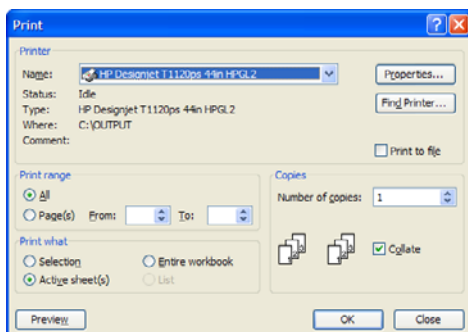 Print
Printer
Name: HP Designjet T1120ps 44in HPGL2
Properties...
Status: Idle
Type: HP Designjet T1120ps 44in HPGL2
Find Printer...
Where: C:\OUTPUT
Comment:
Print to file
Print range
All
Page(s) From: To:
Copies
Number of copies: 1
Collate
Print what
Selection Entire workbook
Active sheet(s) List
Preview OK Close